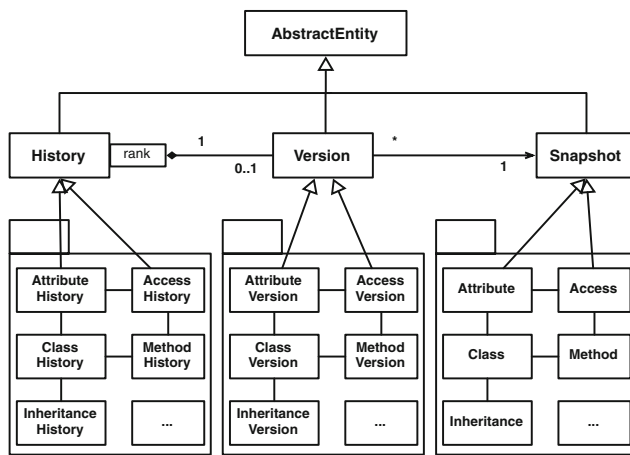 AbstractEntity
History
rank
1
0..1
Version
*
1
Snapshot
Attribute
History
Access
History
Class
History
Method
History
Inheritance
History
...
Attribute
Version
Access
Version
Class
Version
Method
Version
Inheritance
Version
...
Attribute
Access
Class
Method
Inheritance
...